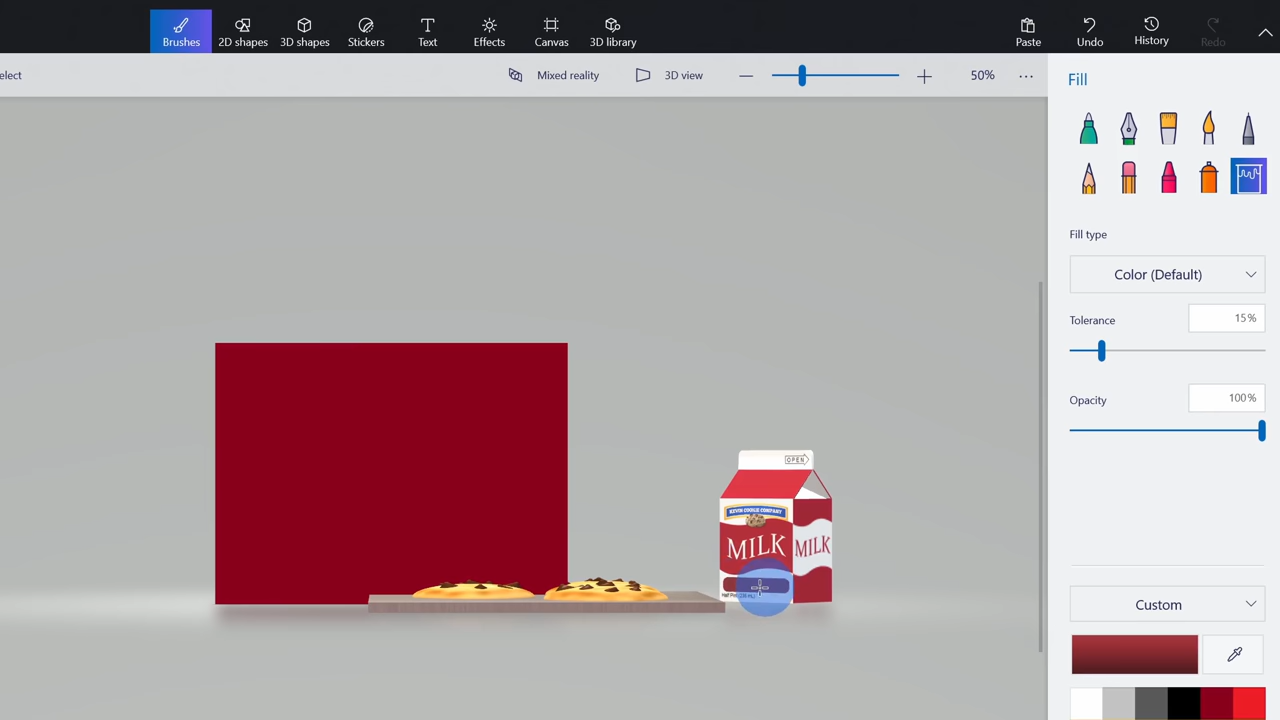 Brushes 2D shapes 3D shapes Stickers Text Effects Canvas 3D library Paste Undo History Redo
elect Mixed reality 3D view 50%
Fill
Fill type
Color (Default)
Tolerance 15%
Opacity 100%
Custom
OPEN
KEVIN COOKIE COMPANY
MILK MILK